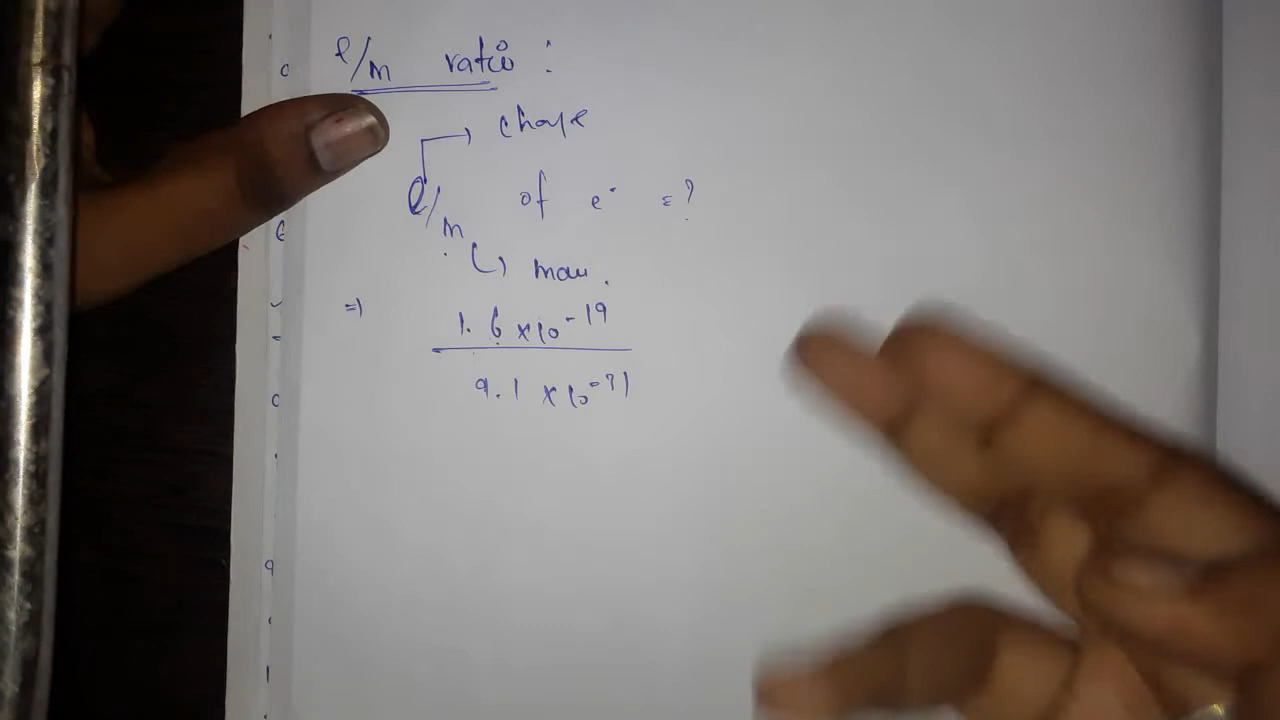 e/m ratio :
charge
e/m of e⁻ = ?
mass.
⇒ 1.6 × 10⁻¹⁹
9.1 × 10⁻³¹